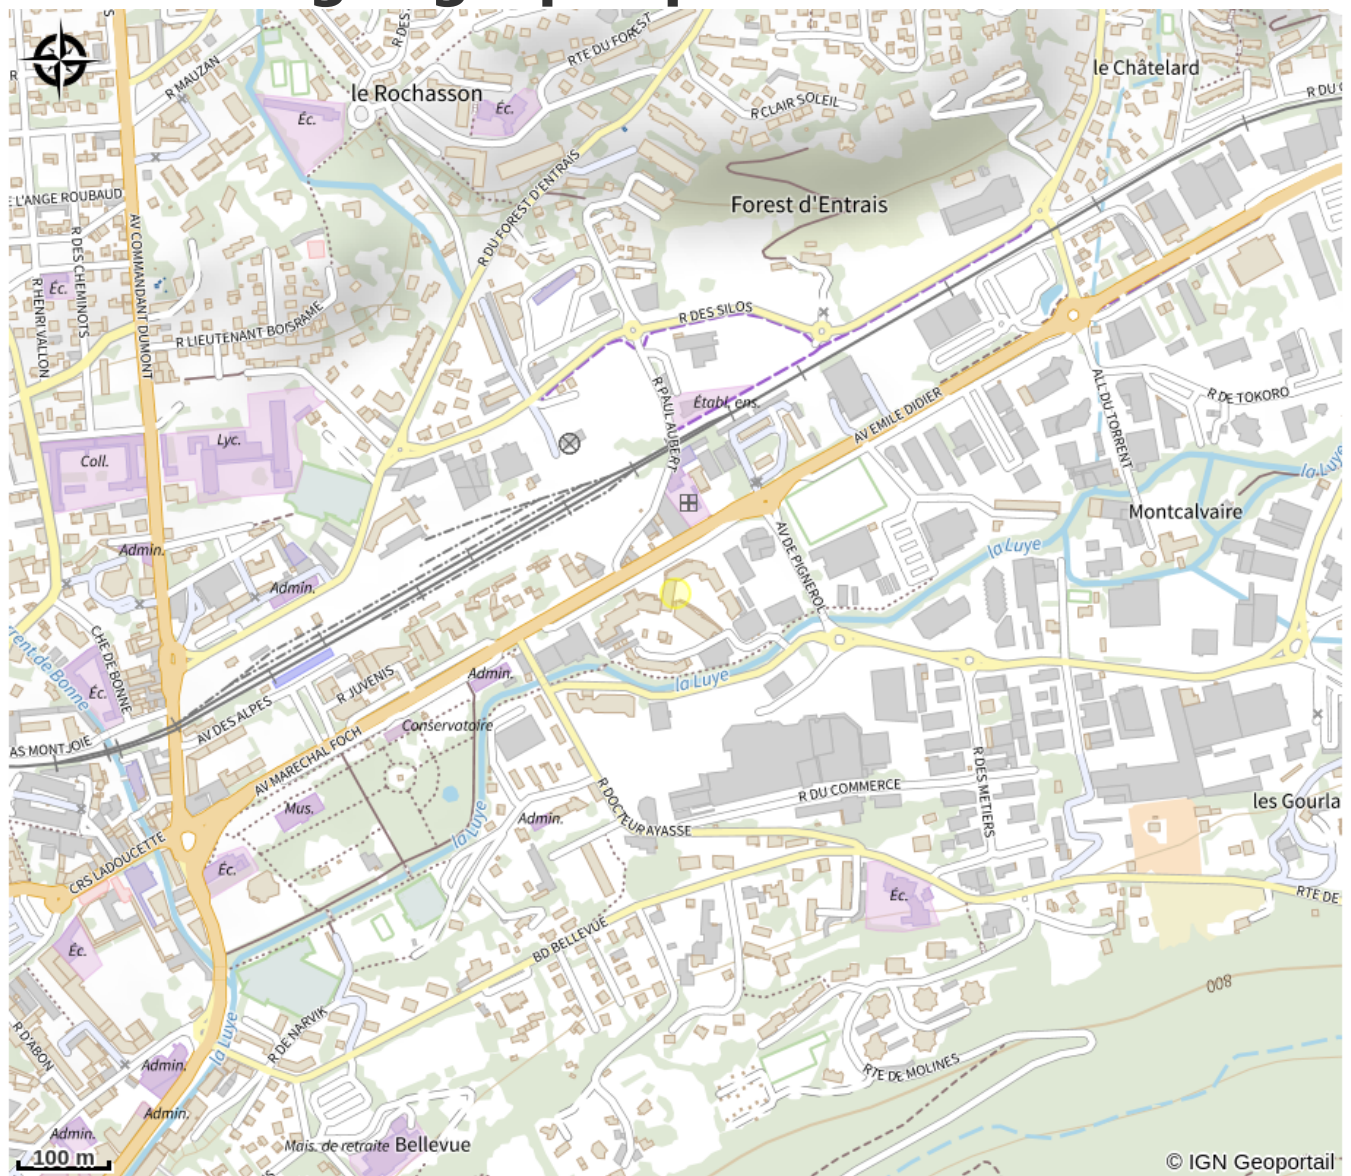 le Châtelard
RTE DU FOREST
R MAUZAN
le Rochasson
Éc.
Éc.
R CLAIR SOLEIL
L'ANGE ROUBAUD
Forest d'Entrais
R DU FOREST D'ENTRAIS
AV COMMANDANT DUMONT
R DES CHEMINOTS
Éc.
R HENRI VALLON
R LIEUTENANT BOISRAME
R DES SILOS
R PAUL AUBERT
Établ. ens.
AV EMILE DIDIER
ALL DU TORRENT
R DE TOKORO
Lyc.
Coll.
la Luye
Montcalvaire
AV DE PIGNEROL
la Luye
Admin.
Admin.
CHE DE BONNE
Éc.
R JUVENIS
Admin.
la Luye
AV DES ALPES
Conservatoire
AV MARECHAL FOCH
MONTJOIE
R DES METIERS
R DU COMMERCE
Mus.
la Luye
Admin.
R DOCTEUR AYASSE
les Gourla
CRS LADOUCETTE
Éc.
Éc.
RTE DE
Éc.
BD BELLEVUE
800
R D'ABON
la Luye
R DE NARVIK
Admin.
RTE DE MOLINES
Admin.
Admin.
Mais. de retraite
Bellevue
100 m
© IGN Geoportail